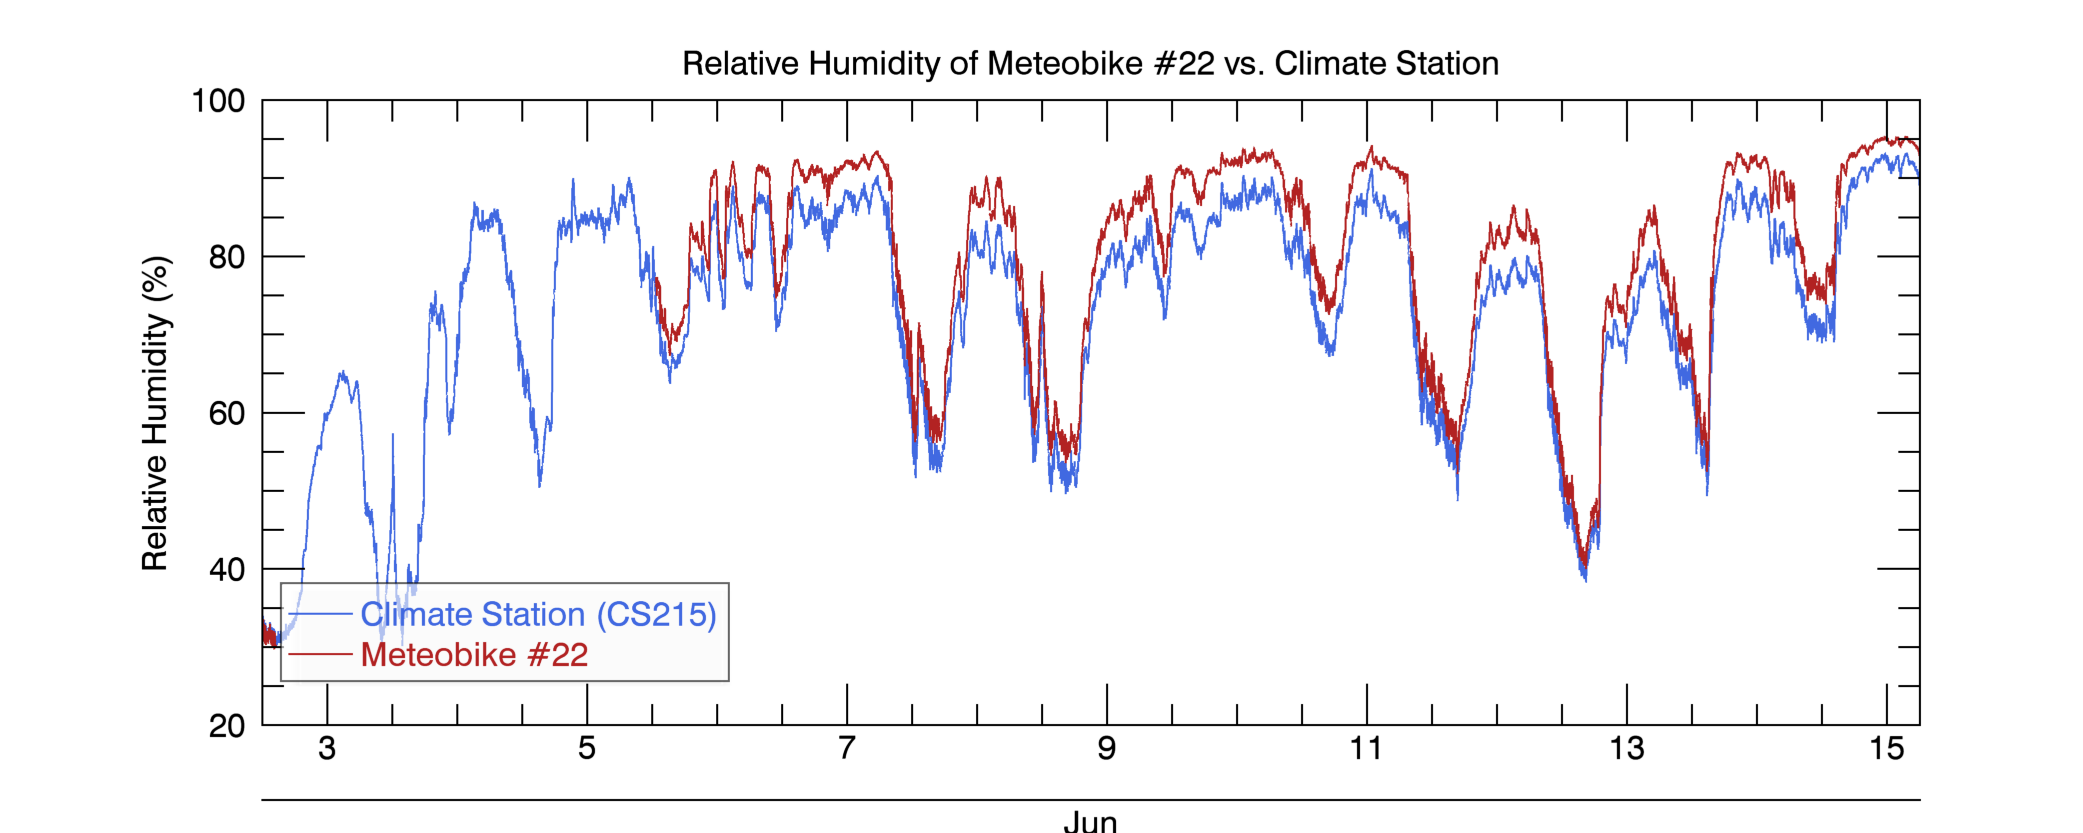 Relative Humidity of Meteobike #22 vs. Climate Station
Relative Humidity (%)
100
80
60
40
20
Climate Station (CS215)
Meteobike #22
3 5 7 9 11 13 15
Jun